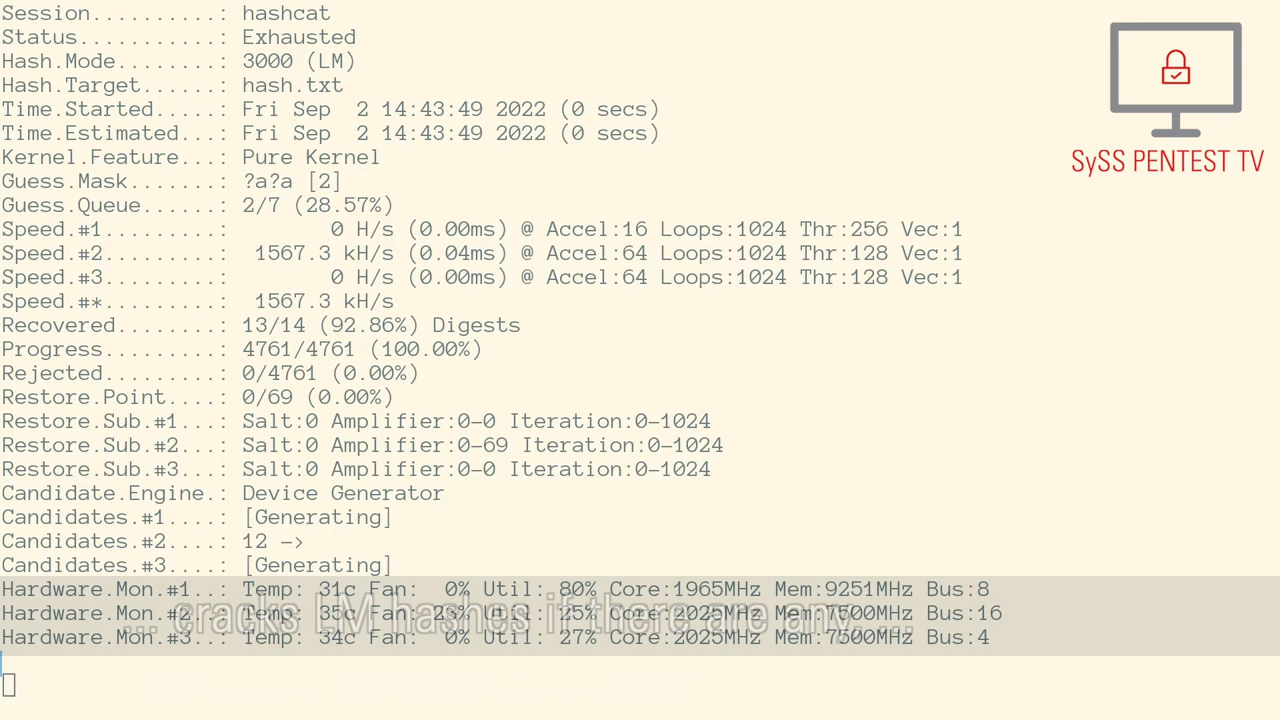 Session..........: hashcat
Status...........: Exhausted
Hash.Mode........: 3000 (LM)
Hash.Target......: hash.txt
Time.Started.....: Fri Sep  2 14:43:49 2022 (0 secs)
Time.Estimated...: Fri Sep  2 14:43:49 2022 (0 secs)
Kernel.Feature...: Pure Kernel
Guess.Mask.......: ?a?a [2]
Guess.Queue......: 2/7 (28.57%)
Speed.#1.........:        0 H/s (0.00ms) @ Accel:16 Loops:1024 Thr:256 Vec:1
Speed.#2.........:  1567.3 kH/s (0.04ms) @ Accel:64 Loops:1024 Thr:128 Vec:1
Speed.#3.........:        0 H/s (0.00ms) @ Accel:64 Loops:1024 Thr:128 Vec:1
Speed.#*.........:  1567.3 kH/s
Recovered........: 13/14 (92.86%) Digests
Progress.........: 4761/4761 (100.00%)
Rejected.........: 0/4761 (0.00%)
Restore.Point....: 0/69 (0.00%)
Restore.Sub.#1...: Salt:0 Amplifier:0-0 Iteration:0-1024
Restore.Sub.#2...: Salt:0 Amplifier:0-69 Iteration:0-1024
Restore.Sub.#3...: Salt:0 Amplifier:0-0 Iteration:0-1024
Candidate.Engine.: Device Generator
Candidates.#1....: [Generating]
Candidates.#2....: 12 ->
Candidates.#3....: [Generating]
Hardware.Mon.#1..: Temp: 31c Fan:  0% Util: 80% Core:1965MHz Mem:9251MHz Bus:8
Hardware.Mon.#2..: Temp: 35c Fan: 23% Util: 25% Core:2025MHz Mem:7500MHz Bus:16
Hardware.Mon.#3..: Temp: 34c Fan:  0% Util: 27% Core:2025MHz Mem:7500MHz Bus:4
... cracks LM hashes if there are any, ...
SySS PENTEST TV